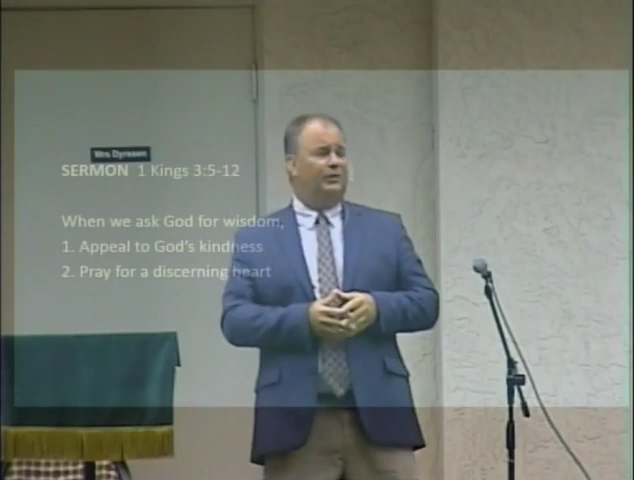 Mrs Dyresen
SERMON 1 Kings 3:5-12
When we ask God for wisdom,
1. Appeal to God's kindness
2. Pray for a discerning heart